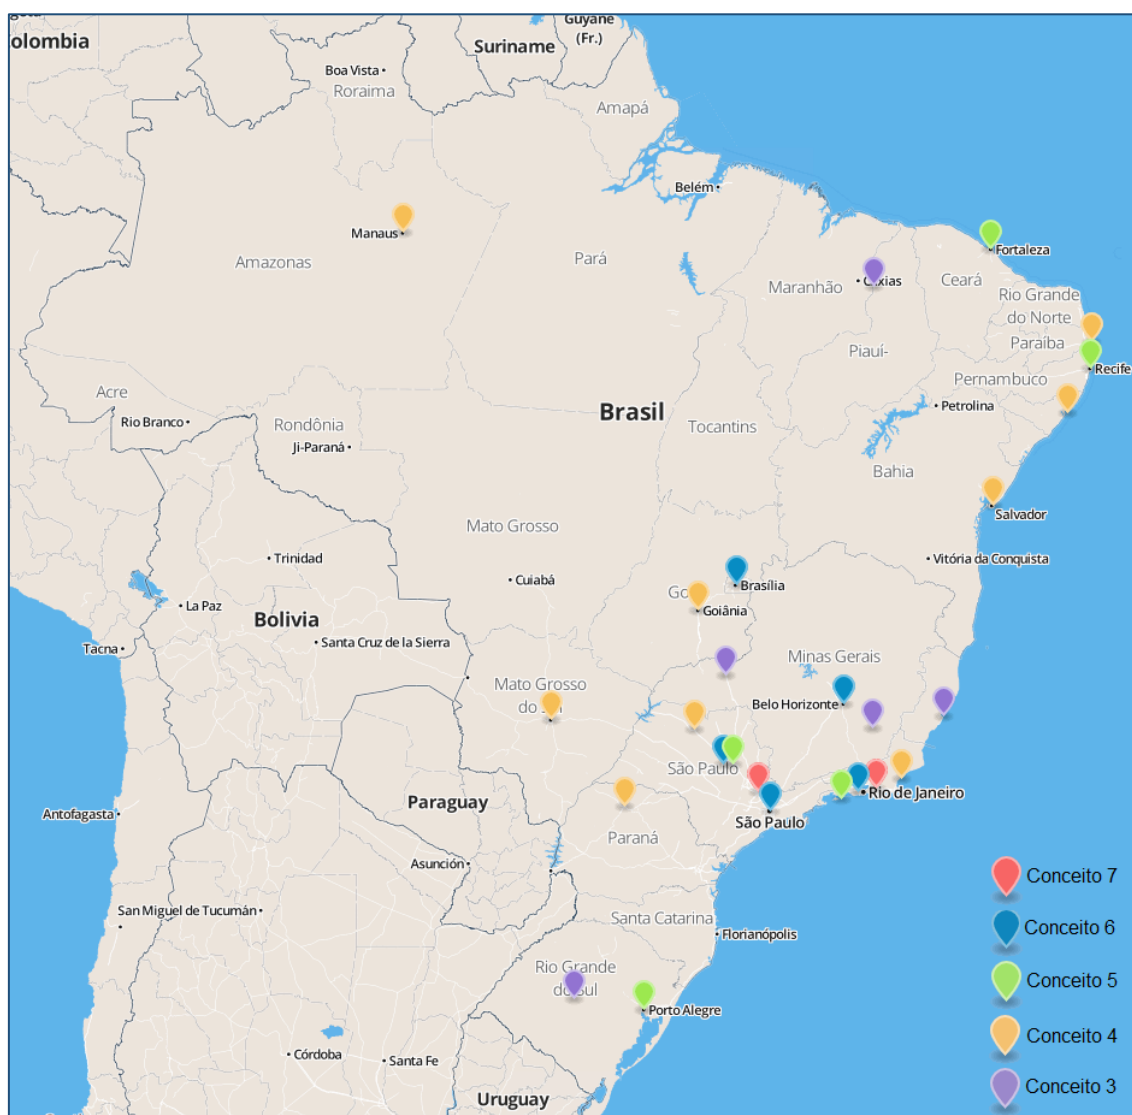 Guyane
(Fr.)
olombia
Suriname
Boa Vista
Roraima
Amapá
Belém
Manaus
Amazonas
Pará
Fortaleza
Maranhão
Ceará
Rio Grande
do Norte
Paraíba
Piauí-
Recife
Pernambuco
Acre
Petrolina
Brasil
Rio Branco
Rondônia
Tocantins
Ji-Paraná
Bahia
Salvador
Mato Grosso
Trinidad
Vitória da Conquista
Cuiabá
Brasília
La Paz
Goiânia
Bolivia
Santa Cruz de la Sierra
Tacna
Minas Gerais
Mato Grosso
Belo Horizonte
São Paulo
Rio de Janeiro
Paraguay
Antofagasta
São Paulo
Paraná
Asunción
Conceito 7
San Miguel de Tucumán
Santa Catarina
Florianópolis
Conceito 6
Rio Grande
Conceito 5
Porto Alegre
Conceito 4
Córdoba
Santa Fe
Conceito 3
Uruguay